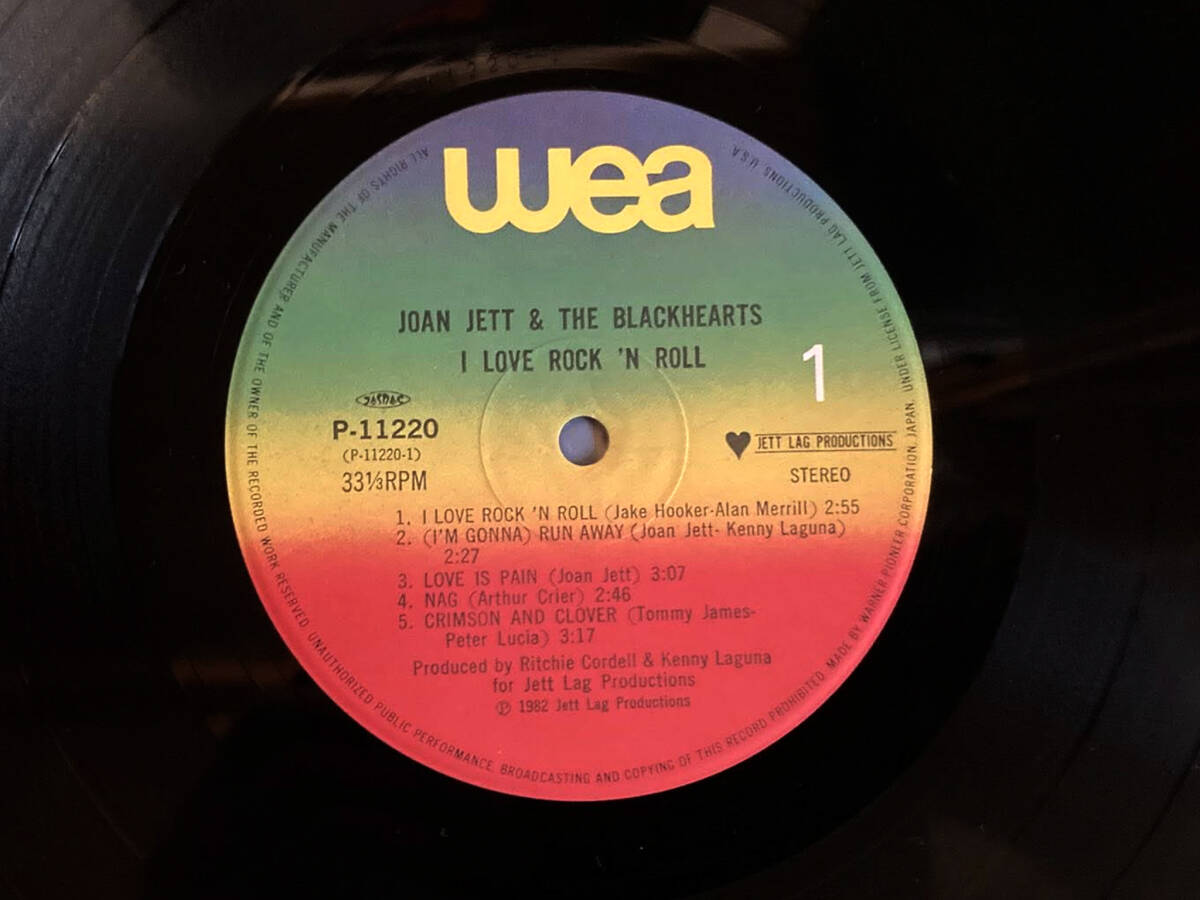 wea
JOAN JETT & THE BLACKHEARTS
I LOVE ROCK 'N ROLL
1
JASRAC
P-11220
(P-11220-1)
33⅓RPM
JETT LAG PRODUCTIONS
STEREO
1. I LOVE ROCK 'N ROLL (Jake Hooker-Alan Merrill) 2:55
2. (I'M GONNA) RUN AWAY (Joan Jett- Kenny Laguna)
2:27
3. LOVE IS PAIN (Joan Jett) 3:07
4. NAG (Arthur Crier) 2:46
5. CRIMSON AND CLOVER (Tommy James-
Peter Lucia) 3:17
Produced by Ritchie Cordell & Kenny Laguna
for Jett Lag Productions
℗ 1982 Jett Lag Productions
ALL RIGHTS OF THE MANUFACTURER AND OF THE OWNER OF THE RECORDED WORK RESERVED. UNAUTHORIZED PUBLIC PERFORMANCE, BROADCASTING AND COPYING OF THIS RECORD PROHIBITED. MADE BY WARNER-PIONEER CORPORATION, JAPAN, UNDER LICENSE FROM JETT LAG PRODUCTIONS, U.S.A.